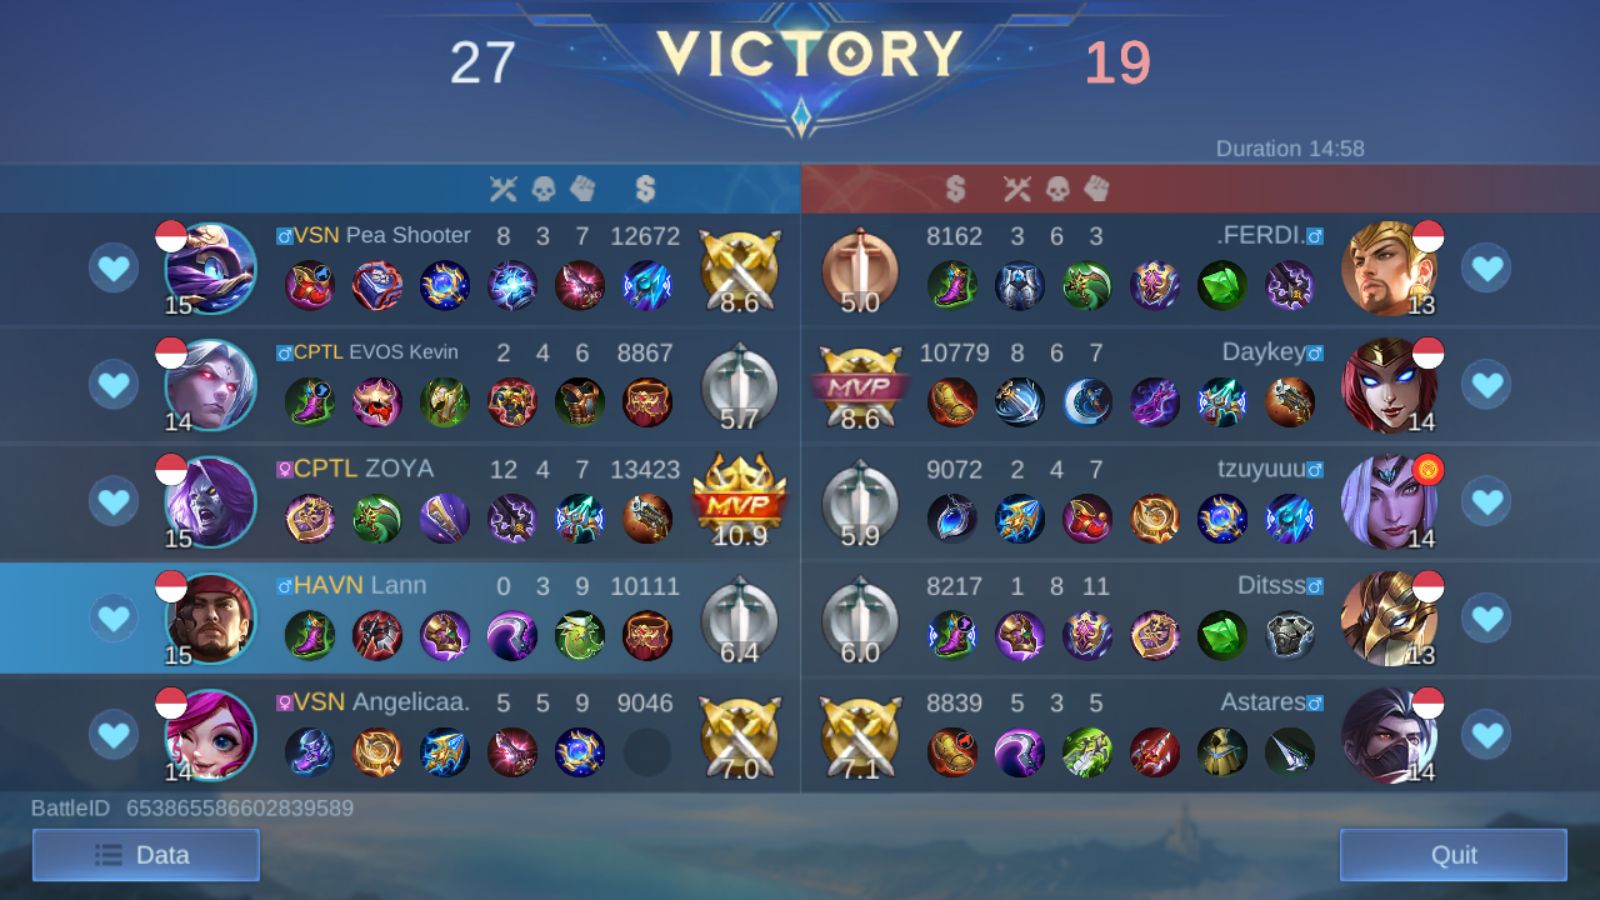 27 VICTORY 19
Duration 14:58
VSN Pea Shooter 8 3 7 12672
15 8.6
8162 3 6 3 .FERDI.
5.0 13
CPTL EVOS Kevin 2 4 6 8867
14 5.7
10779 8 6 7 Daykey
MVP
8.6 14
CPTL ZOYA 12 4 7 13423
MVP
15 10.9
9072 2 4 7 tzuyuuu
5.9 14
HAVN Lann 0 3 9 10111
15 6.4
8217 1 8 11 Ditsss
6.0 13
VSN Angelicaa. 5 5 9 9046
14 7.0
8839 5 3 5 Astares
7.1 14
BattleID 653865586602839589
Data
Quit